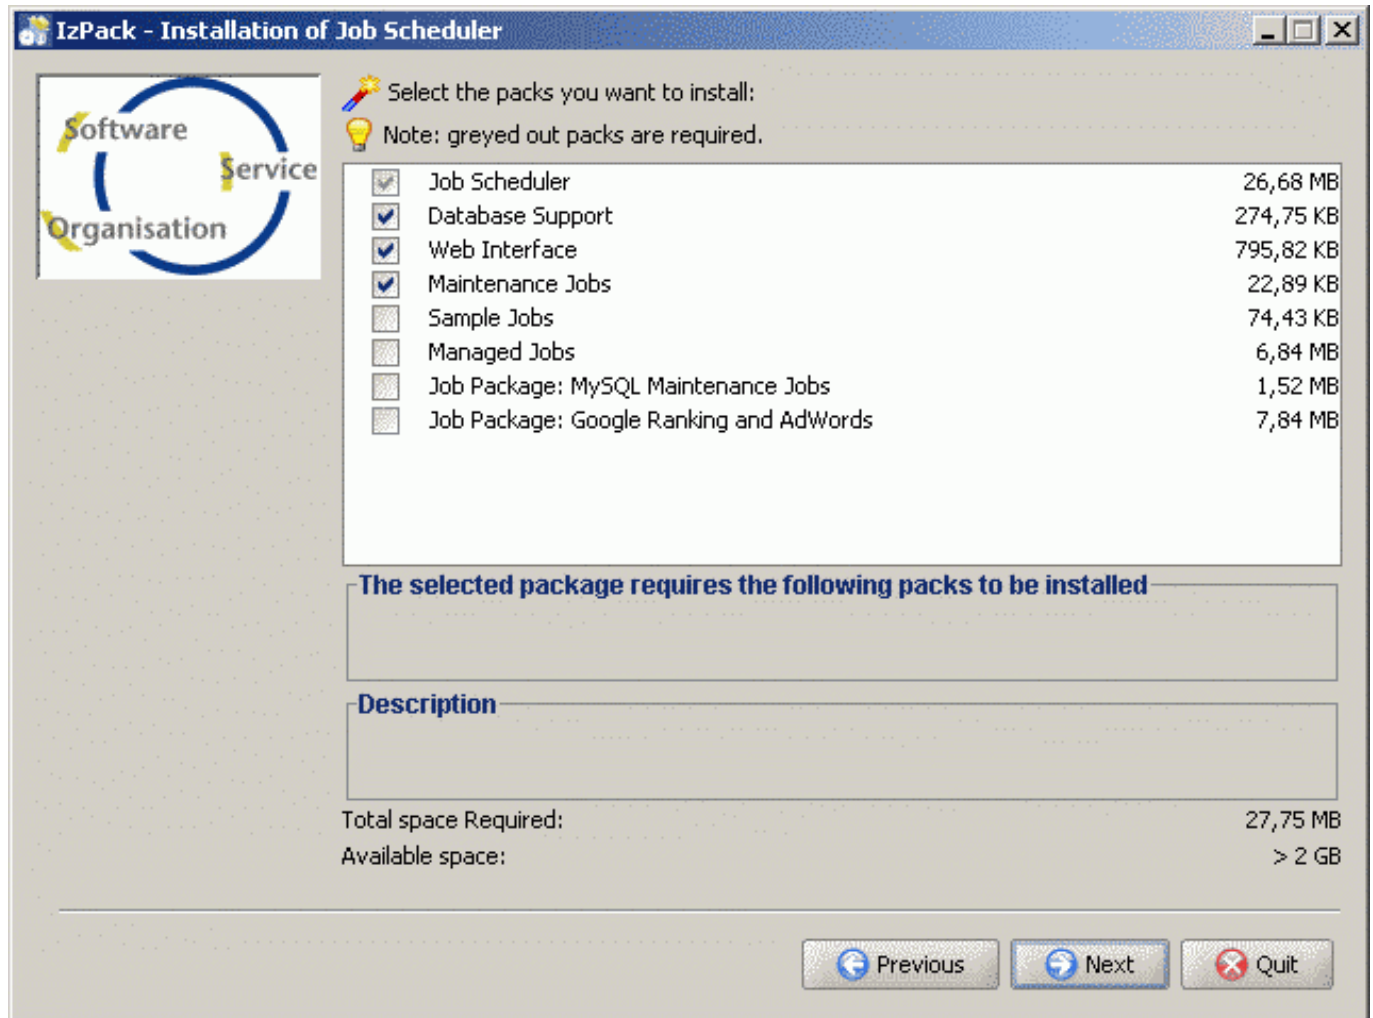 IzPack - Installation of Job Scheduler
Software
Service
Organisation
Select the packs you want to install:
Note: greyed out packs are required.
Job Scheduler 26,68 MB
Database Support 274,75 KB
Web Interface 795,82 KB
Maintenance Jobs 22,89 KB
Sample Jobs 74,43 KB
Managed Jobs 6,84 MB
Job Package: MySQL Maintenance Jobs 1,52 MB
Job Package: Google Ranking and AdWords 7,84 MB
The selected package requires the following packs to be installed
Description
Total space Required: 27,75 MB
Available space: > 2 GB
Previous Next Quit